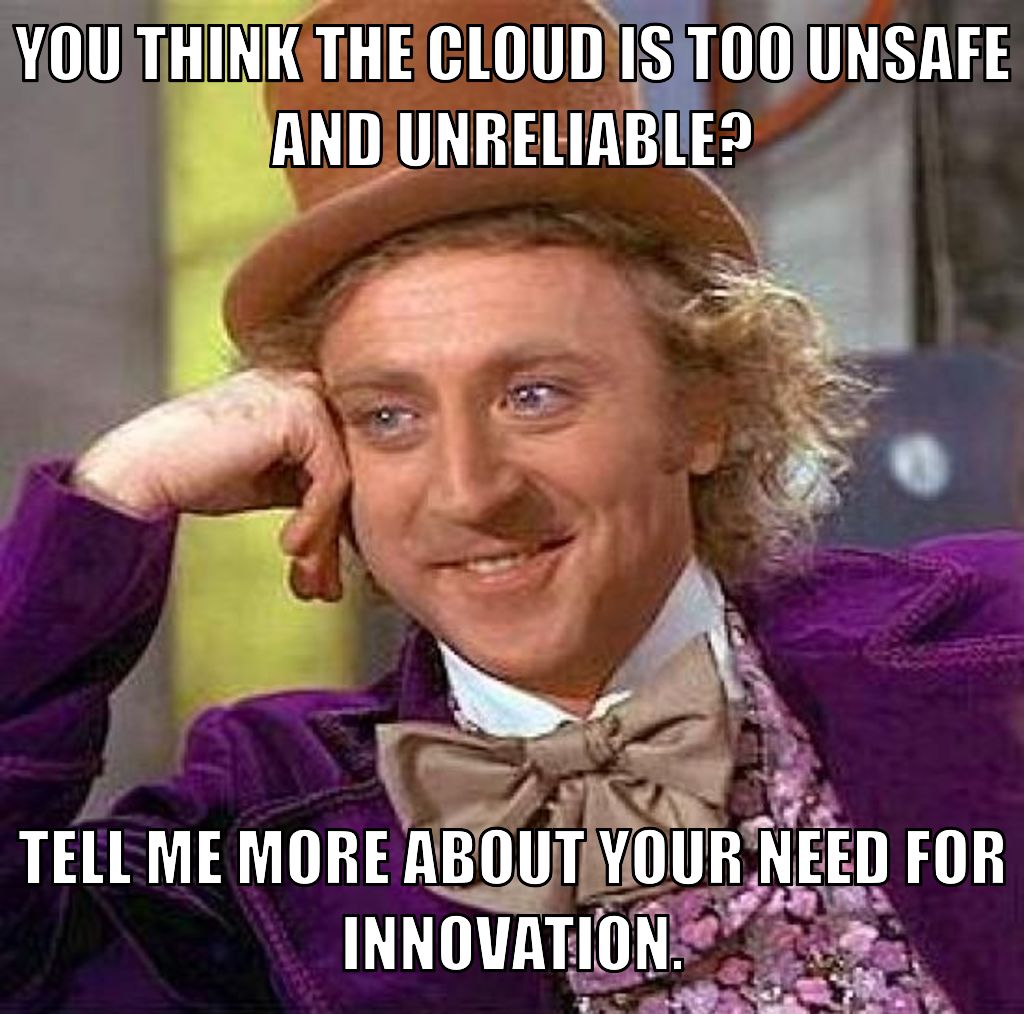 YOU THINK THE CLOUD IS TOO UNSAFE
AND UNRELIABLE?
TELL ME MORE ABOUT YOUR NEED FOR
INNOVATION.